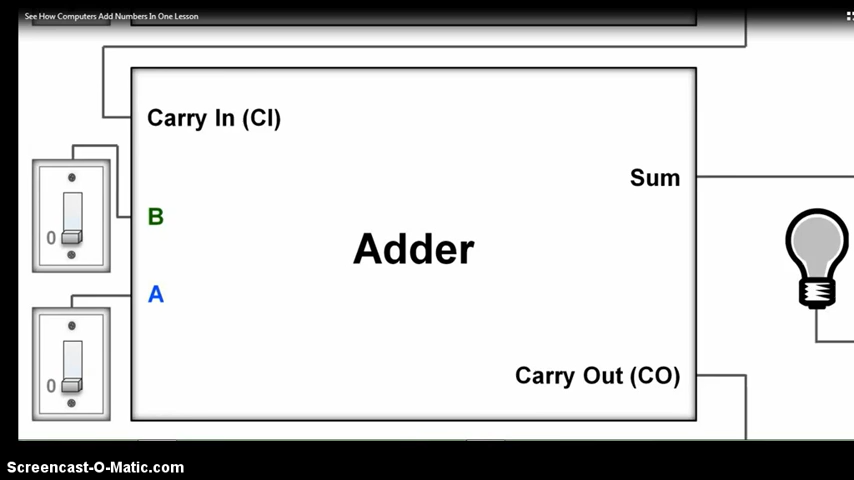 See How Computers Add Numbers In One Lesson
Carry In (CI)
Sum
B
0
Adder
A
0
Carry Out (CO)
Screencast-O-Matic.com